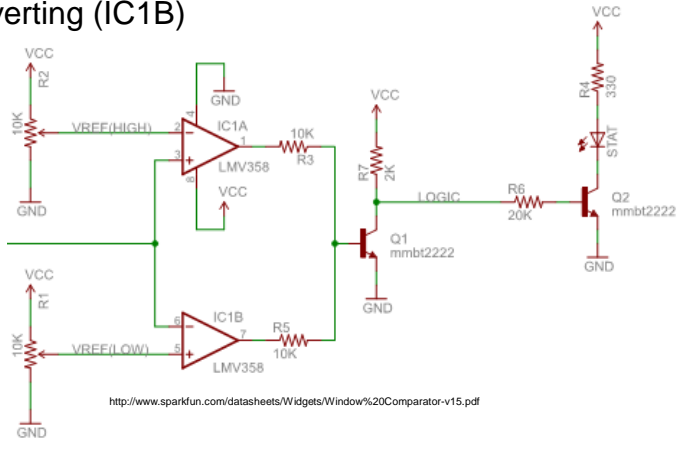 verting (IC1B)
VCC
R2
10K
VREF(HIGH)
GND
2
3
4
8
1
GND
IC1A
LMV358
VCC
10K
R3
VCC
R7
2K
LOGIC
Q1
mmbt2222
GND
R6
20K
VCC
R4
330
STAT
Q2
mmbt2222
GND
VCC
R1
10K
VREF(LOW)
GND
6
5
7
IC1B
LMV358
R5
10K
http://www.sparkfun.com/datasheets/Widgets/Window%20Comparator-v15.pdf